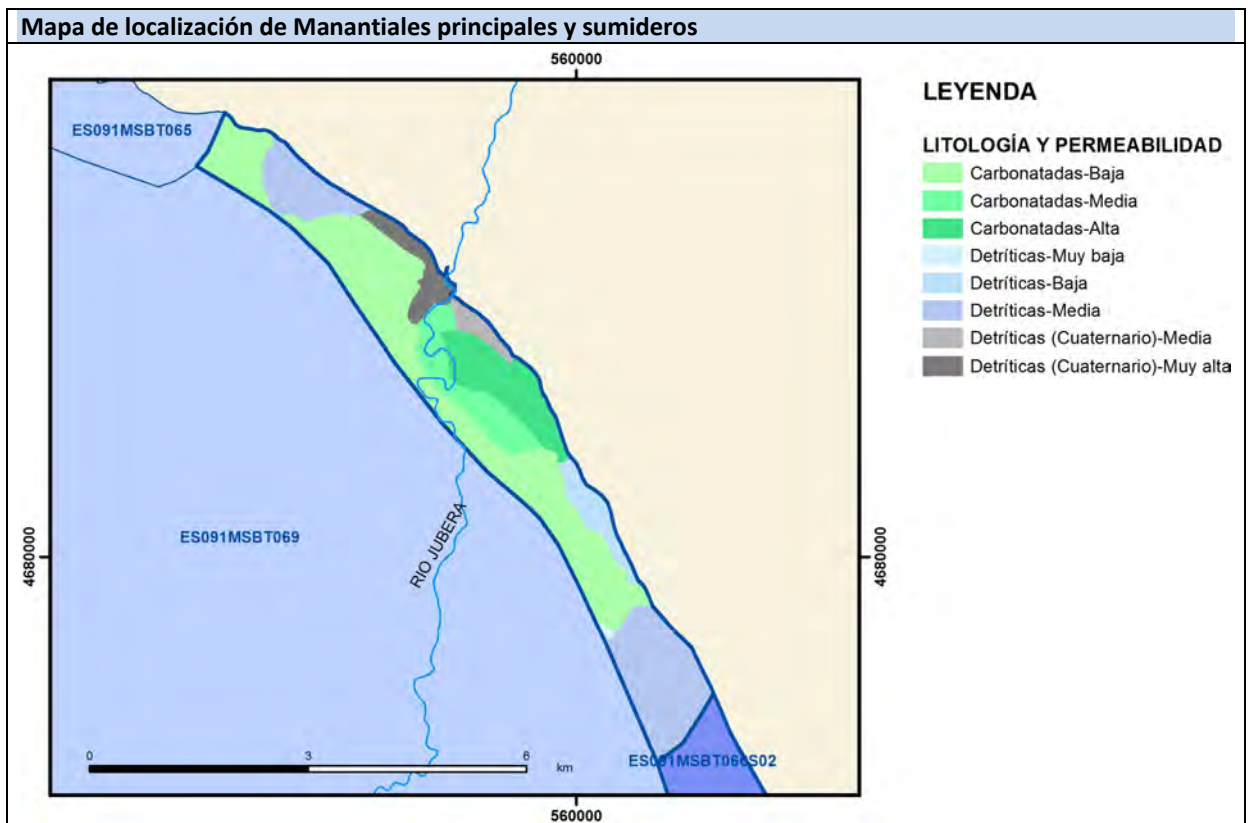 Mapa de localización de Manantiales principales y sumideros
560000
ES091MSBT065
ES091MSBT069
RIO JUBERA
4680000
4680000
0 3 6 km
ES091MSBT066S02
560000
LEYENDA
LITOLOGÍA Y PERMEABILIDAD
Carbonatadas-Baja
Carbonatadas-Media
Carbonatadas-Alta
Detríticas-Muy baja
Detríticas-Baja
Detríticas-Media
Detríticas (Cuaternario)-Media
Detríticas (Cuaternario)-Muy alta